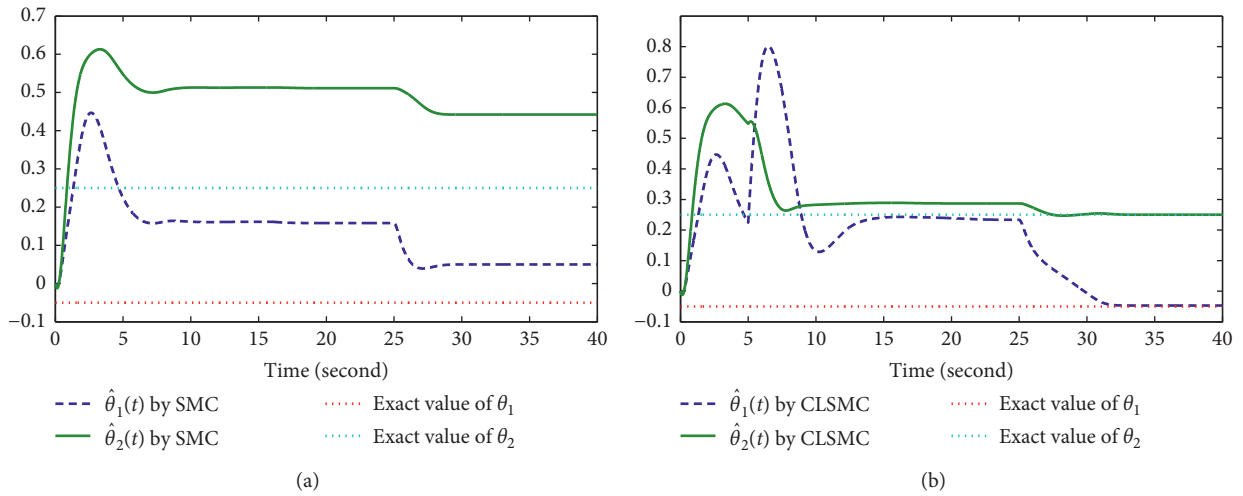 0.7
0.6
0.5
0.4
0.3
0.2
0.1
0
−0.1
0 5 10 15 20 25 30 35 40
Time (second)
θ̂₁(t) by SMC
θ̂₂(t) by SMC
Exact value of θ₁
Exact value of θ₂
(a)
0.8
0.7
0.6
0.5
0.4
0.3
0.2
0.1
0
−0.1
0 5 10 15 20 25 30 35 40
Time (second)
θ̂₁(t) by CLSMC
θ̂₂(t) by CLSMC
Exact value of θ₁
Exact value of θ₂
(b)